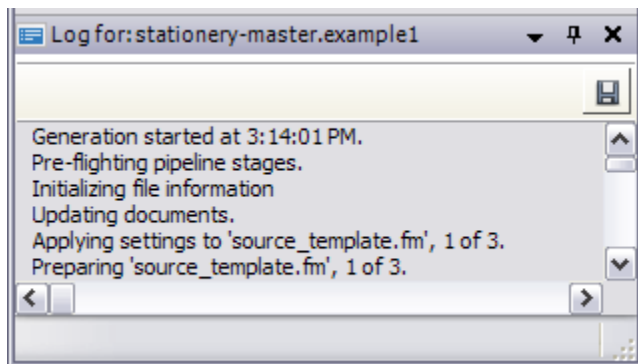 Log for: stationery-master.example1
Generation started at 3:14:01 PM.
Pre-flighting pipeline stages.
Initializing file information
Updating documents.
Applying settings to 'source_template.fm', 1 of 3.
Preparing 'source_template.fm', 1 of 3.